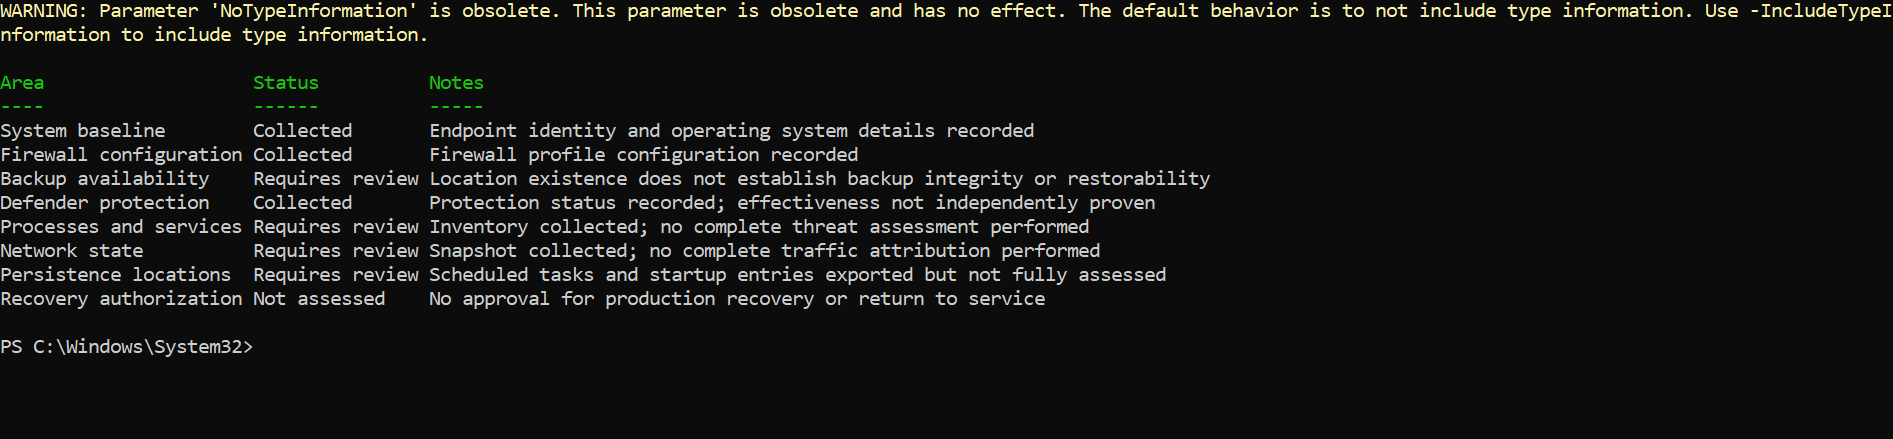 WARNING: Parameter 'NoTypeInformation' is obsolete. This parameter is obsolete and has no effect. The default behavior is to not include type information. Use -IncludeTypeI
nformation to include type information.
Area                   Status          Notes
----                   ------          -----
System baseline        Collected       Endpoint identity and operating system details recorded
Firewall configuration Collected       Firewall profile configuration recorded
Backup availability    Requires review Location existence does not establish backup integrity or restorability
Defender protection    Collected       Protection status recorded; effectiveness not independently proven
Processes and services Requires review Inventory collected; no complete threat assessment performed
Network state          Requires review Snapshot collected; no complete traffic attribution performed
Persistence locations  Requires review Scheduled tasks and startup entries exported but not fully assessed
Recovery authorization Not assessed    No approval for production recovery or return to service
PS C:\Windows\System32>